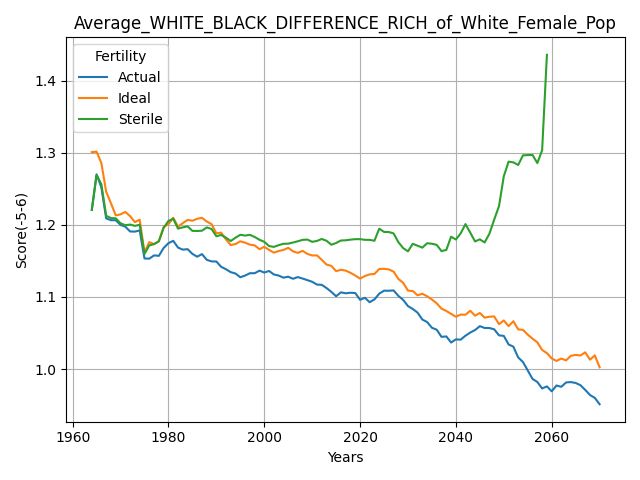 Average_WHITE_BLACK_DIFFERENCE_RICH_of_White_Female_Pop
Fertility
Actual
Ideal
Sterile
1.4
1.3
1.2
1.1
1.0
Score(-5-6)
1960
1980
2000
2020
2040
2060
Years